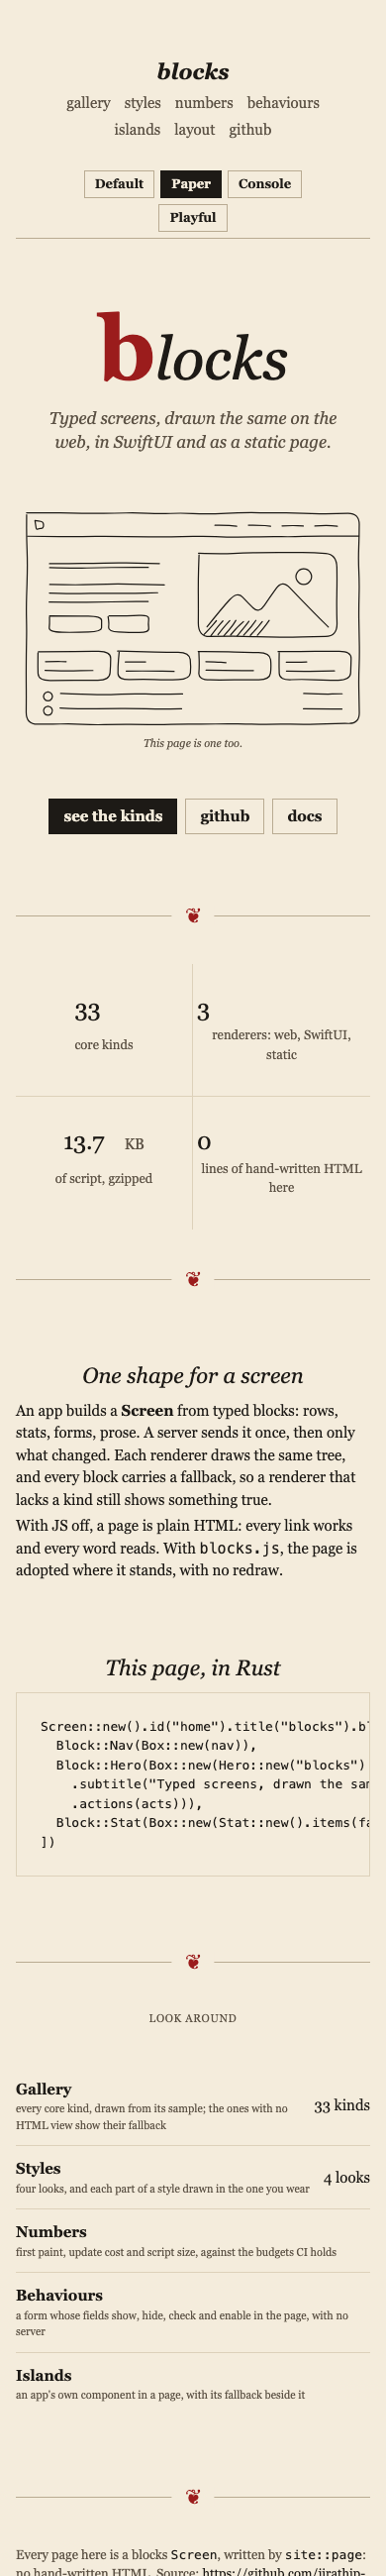 blocks
gallery styles numbers behaviours
islands layout github
Default Paper Console
Playful
blocks
Typed screens, drawn the same on the
web, in SwiftUI and as a static page.
This page is one too.
see the kinds github docs
33
core kinds
3
renderers: web, SwiftUI,
static
13.7 KB
of script, gzipped
0
lines of hand-written HTML
here
One shape for a screen
An app builds a Screen from typed blocks: rows,
stats, forms, prose. A server sends it once, then only
what changed. Each renderer draws the same tree,
and every block carries a fallback, so a renderer that
lacks a kind still shows something true.
With JS off, a page is plain HTML: every link works
and every word reads. With blocks.js, the page is
adopted where it stands, with no redraw.
This page, in Rust
Screen::new().id("home").title("blocks").bl
Block::Nav(Box::new(nav)),
Block::Hero(Box::new(Hero::new("blocks")
.subtitle("Typed screens, drawn the sam
.actions(acts))),
Block::Stat(Box::new(Stat::new().items(fa
])
LOOK AROUND
Gallery
every core kind, drawn from its sample; the ones with no
HTML view show their fallback
33 kinds
Styles
four looks, and each part of a style drawn in the one you wear
4 looks
Numbers
first paint, update cost and script size, against the budgets CI holds
Behaviours
a form whose fields show, hide, check and enable in the page, with no
server
Islands
an app's own component in a page, with its fallback beside it
Every page here is a blocks Screen, written by site::page:
no hand-written HTML. Source: https://github.com/jirathip-